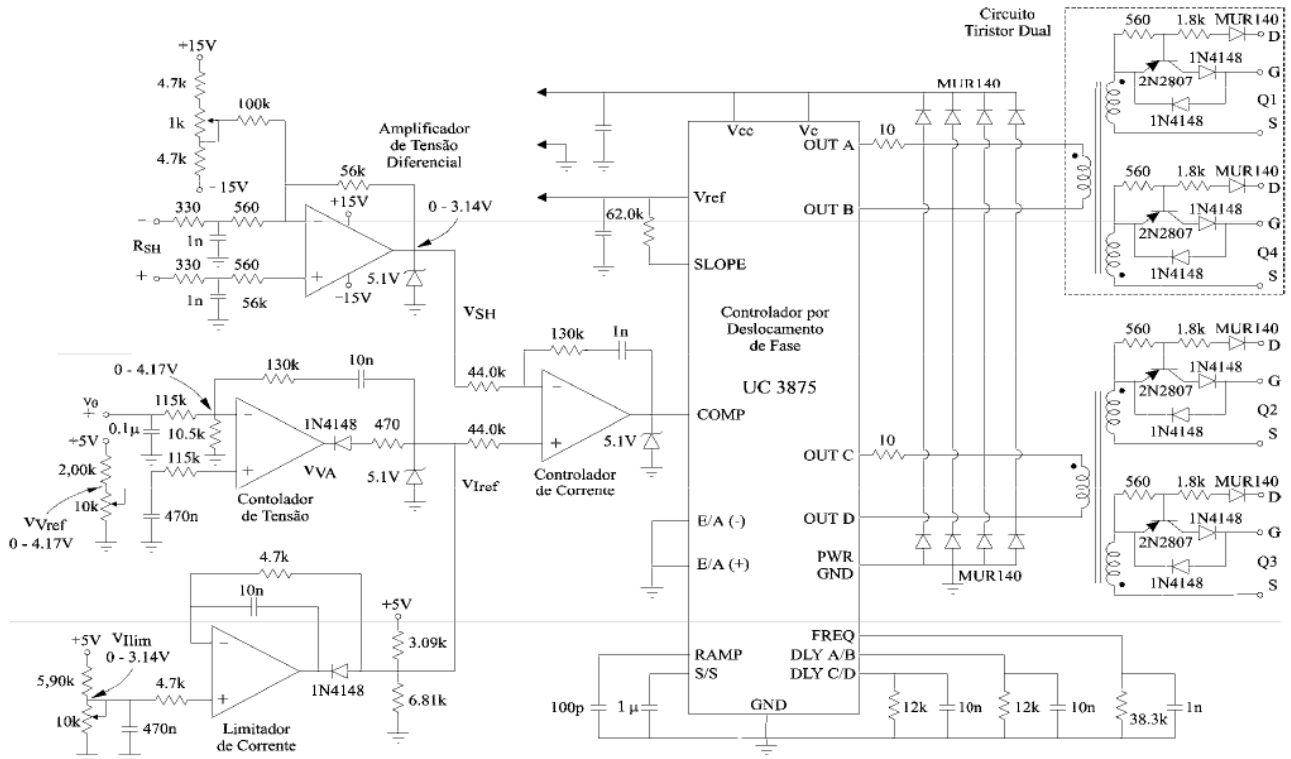 Circuito
Tiristor Dual
+15V
4.7k
1k
4.7k
−15V
100k
Amplificador
de Tensão
Diferencial
56k
+15V
0 - 3.14V
−
330
560
1n
R_SH
+
330
560
1n
56k
−
+
−15V
5.1V
V_SH
MUR140
Vcc
Vc
OUT A
10
OUT B
Vref
62.0k
SLOPE
Controlador por
Deslocamento
de Fase
UC 3875
COMP
OUT C
10
OUT D
E/A (-)
E/A (+)
PWR
GND
MUR140
FREQ
RAMP
DLY A/B
S/S
DLY C/D
GND
100p
1 µ
12k
10n
12k
10n
38.3k
1n
560
1.8k
MUR140
D
1N4148
G
2N2807
Q1
1N4148
S
560
1.8k
MUR140
D
1N4148
G
2N2807
Q4
1N4148
S
560
1.8k
MUR140
D
1N4148
G
2N2807
Q2
1N4148
S
560
1.8k
MUR140
D
1N4148
G
2N2807
Q3
1N4148
S
0 - 4.17V
130k
10n
v0
+
115k
0.1µ
10.5k
+5V
115k
2,00k
10k
470n
V_Vref
0 - 4.17V
−
+
1N4148
470
V_VA
5.1V
Contolador
de Tensão
V_Iref
130k
1n
44.0k
44.0k
−
+
5.1V
Controlador
de Corrente
4.7k
10n
+5V
3.09k
6.81k
−
+
1N4148
+5V
V_Ilim
0 - 3.14V
5,90k
10k
4.7k
470n
Limitador
de Corrente